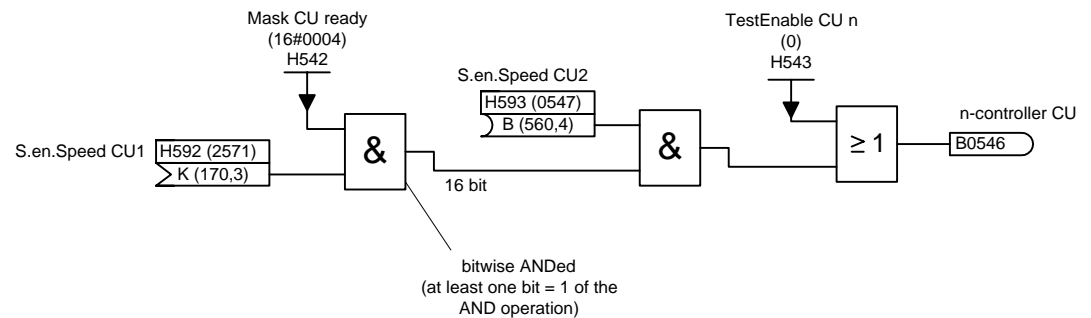 Mask CU ready
(16#0004)
H542
TestEnable CU n
(0)
H543
S.en.Speed CU2
H593 (0547)
B (560,4)
n-controller CU
B0546
S.en.Speed CU1
H592 (2571)
K (170,3)
&
&
≥ 1
16 bit
bitwise ANDed
(at least one bit = 1 of the
AND operation)